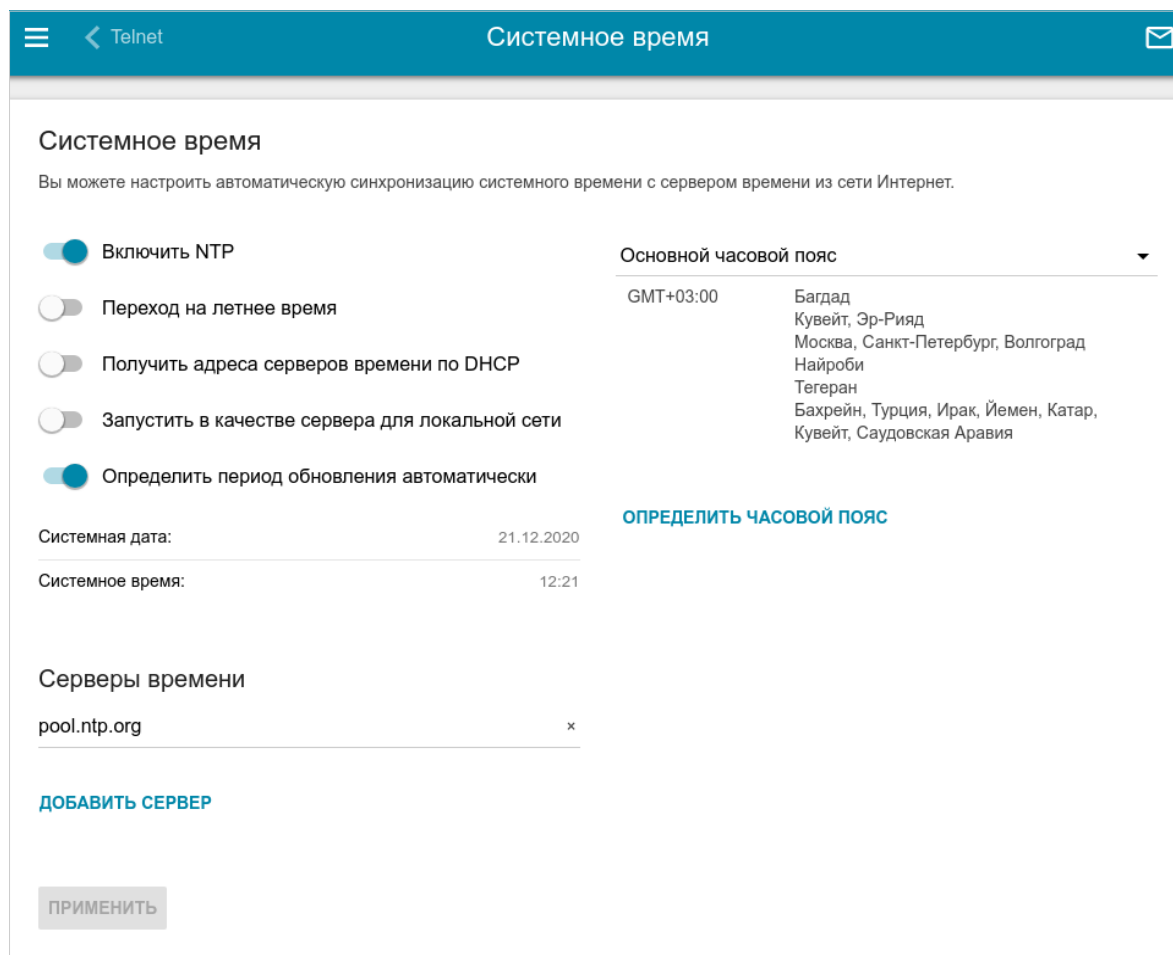 Telnet
Системное время
Системное время
Вы можете настроить автоматическую синхронизацию системного времени с сервером времени из сети Интернет.
Включить NTP
Переход на летнее время
Получить адреса серверов времени по DHCP
Запустить в качестве сервера для локальной сети
Определить период обновления автоматически
Системная дата: 21.12.2020
Системное время: 12:21
Основной часовой пояс
GMT+03:00 Багдад
Кувейт, Эр-Рияд
Москва, Санкт-Петербург, Волгоград
Найроби
Тегеран
Бахрейн, Турция, Ирак, Йемен, Катар,
Кувейт, Саудовская Аравия
ОПРЕДЕЛИТЬ ЧАСОВОЙ ПОЯС
Серверы времени
pool.ntp.org ×
ДОБАВИТЬ СЕРВЕР
ПРИМЕНИТЬ